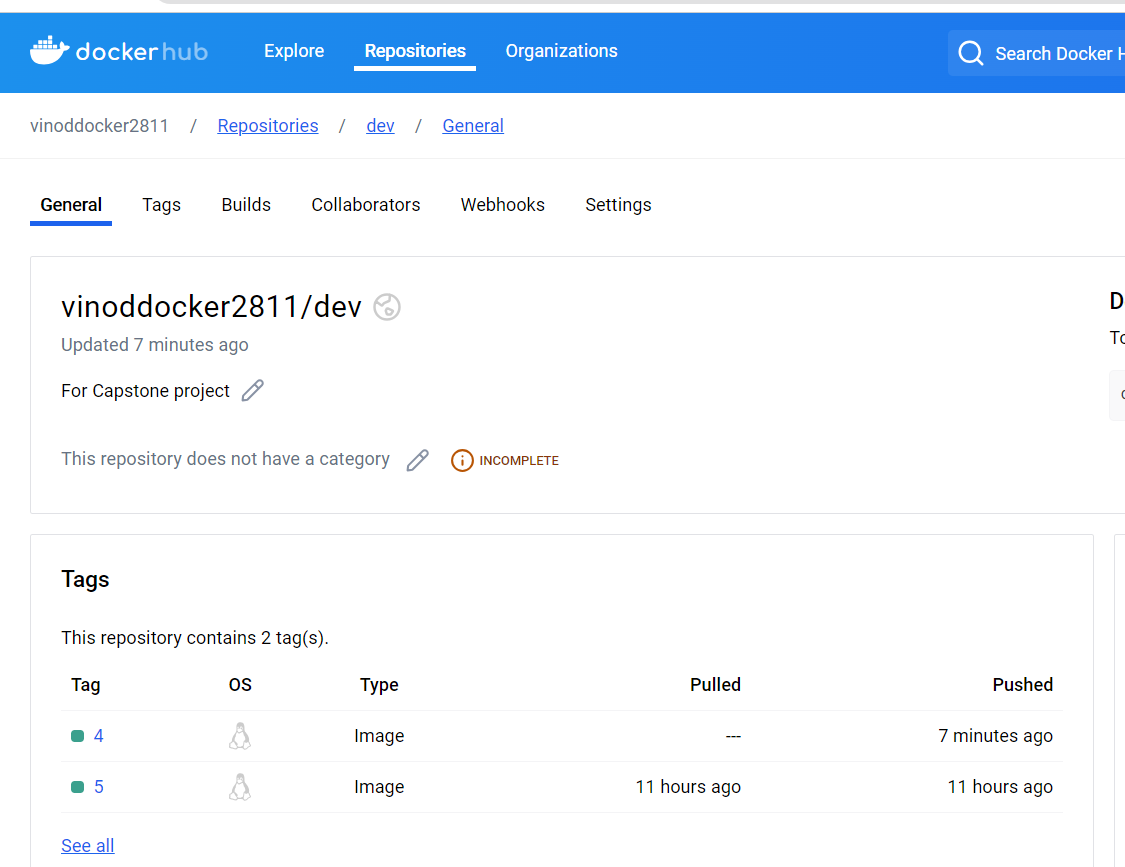 dockerhub Explore Repositories Organizations Search Docker H
vinoddocker2811 / Repositories / dev / General
General Tags Builds Collaborators Webhooks Settings
vinoddocker2811/dev
Updated 7 minutes ago
For Capstone project
This repository does not have a category INCOMPLETE
D
To
Tags
This repository contains 2 tag(s).
Tag OS Type Pulled Pushed
4 Image --- 7 minutes ago
5 Image 11 hours ago 11 hours ago
See all